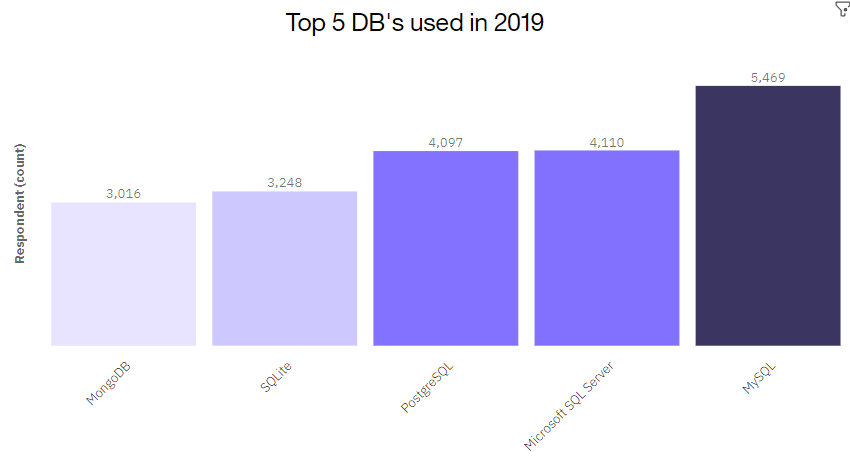 Top 5 DB's used in 2019
Respondent (count)
3,016
3,248
4,097
4,110
5,469
MongoDB
SQLite
PostgreSQL
Microsoft SQL Server
MySQL